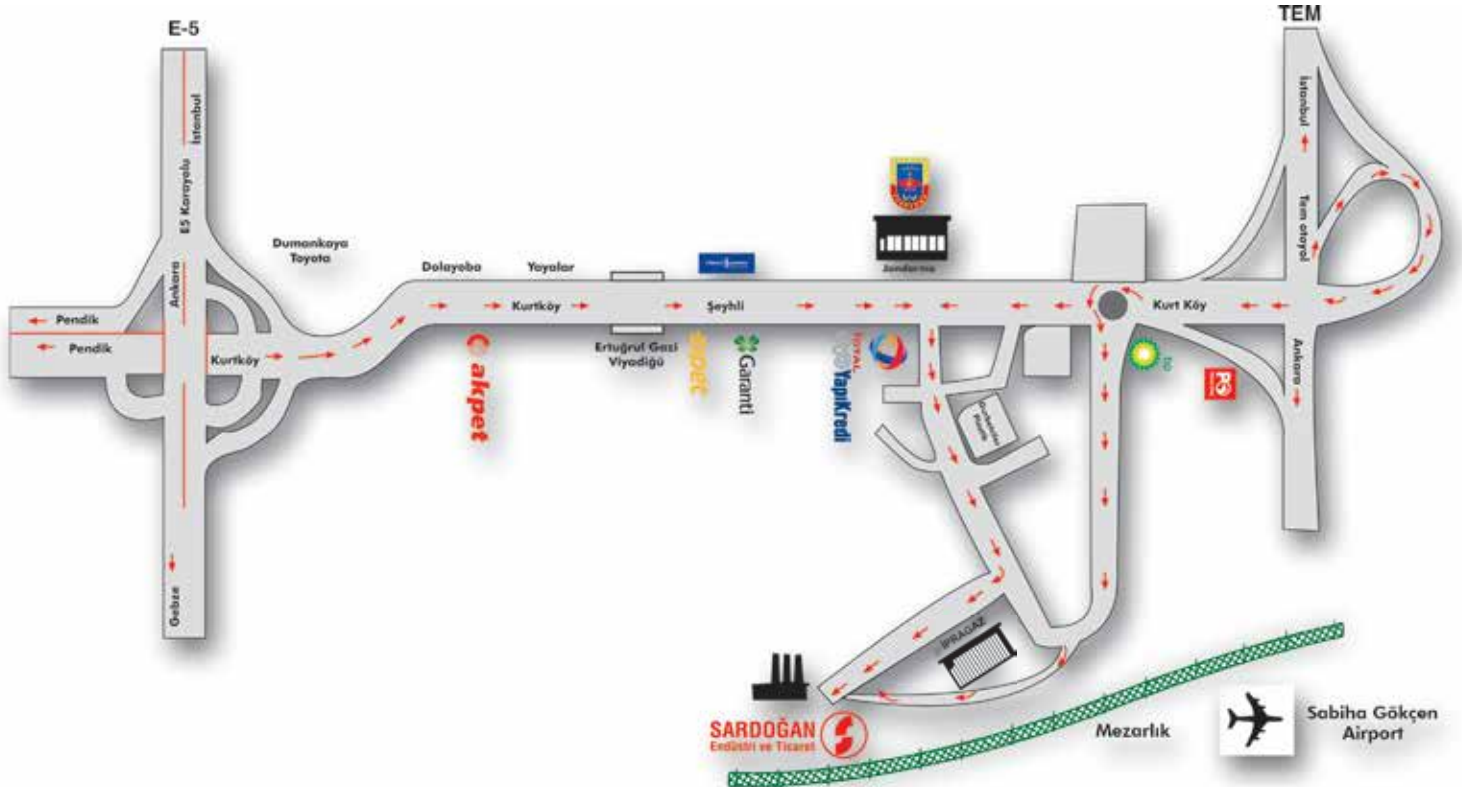 E-5
TEM
İstanbul
E5 Karayolu
Ankara
Gebze
Pendik
Pendik
Kurtköy
Dumankaya
Toyota
Dolayoba
Yayalar
Kurtköy
Ertuğrul Gazi
Viyadiğü
Şeyhli
akpet
Garanti
YapıKredi
TOTAL
Jandarma
Kurt Köy
bp
İstanbul
Tem otoyol
Ankara
İPRAGAZ
SARDOĞAN
Endüstri ve Ticaret
Mezarlık
Sabiha Gökçen
Airport